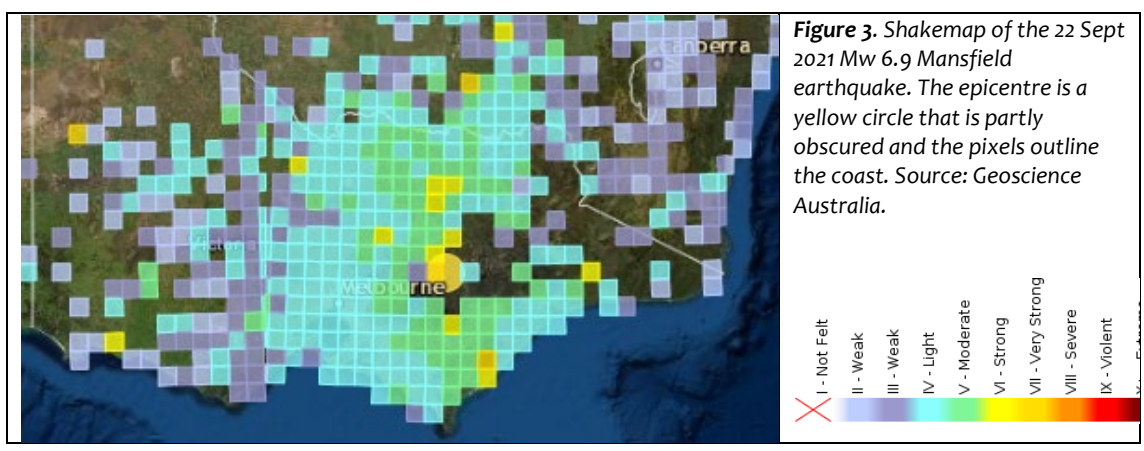 Canberra
Victoria
Melbourne
Figure 3. Shakemap of the 22 Sept
2021 Mw 6.9 Mansfield
earthquake. The epicentre is a
yellow circle that is partly
obscured and the pixels outline
the coast. Source: Geoscience
Australia.
I - Not Felt
II - Weak
III - Weak
IV - Light
V - Moderate
VI - Strong
VII - Very Strong
VIII - Severe
IX - Violent